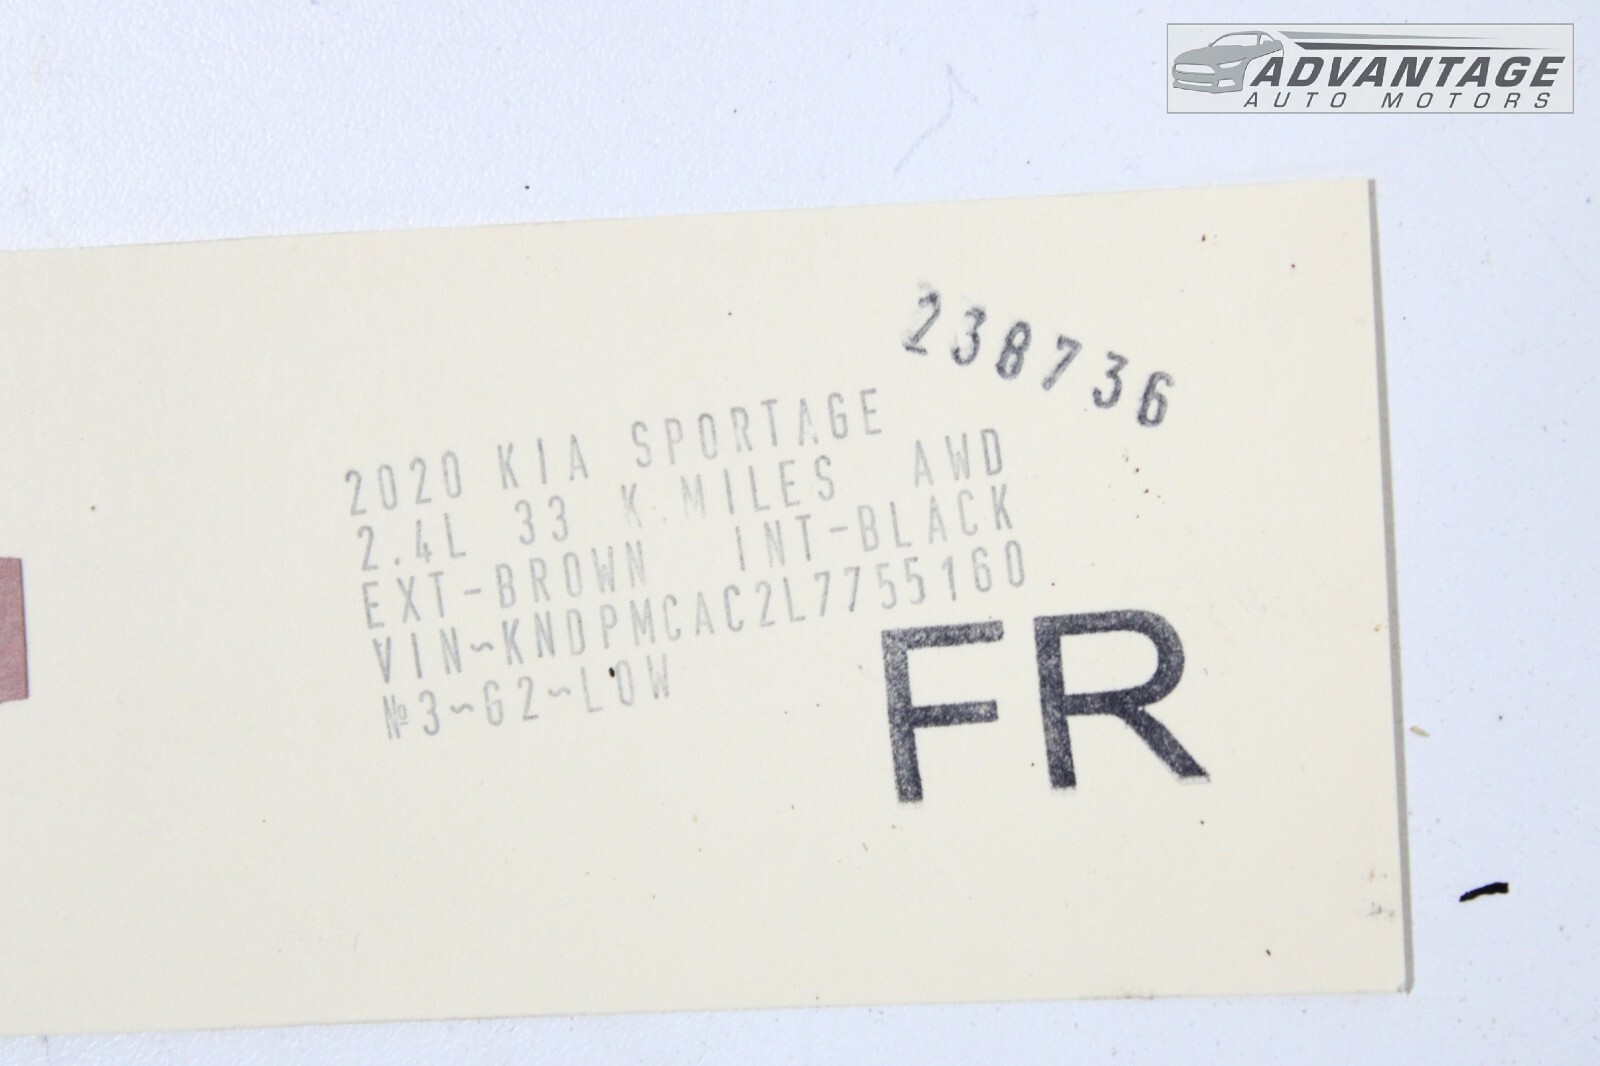 ADVANTAGE
AUTO MOTORS
238736
2020 KIA SPORTAGE
2.4L 33 K.MILES AWD
EXT-BROWN INT-BLACK
VIN~KNDPMCAC2L7755160
№3~G2~LOW
FR